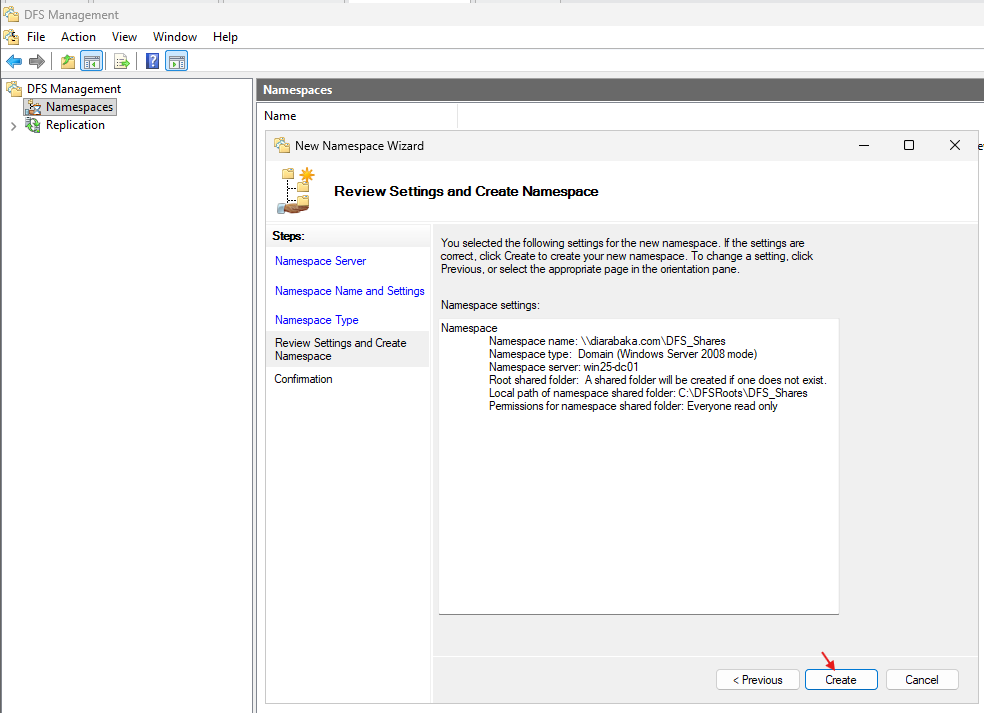 DFS Management
File Action View Window Help
DFS Management
Namespaces
Replication
Namespaces
Name
New Namespace Wizard
Review Settings and Create Namespace
Steps:
Namespace Server
Namespace Name and Settings
Namespace Type
Review Settings and Create
Namespace
Confirmation
You selected the following settings for the new namespace. If the settings are
correct, click Create to create your new namespace. To change a setting, click
Previous, or select the appropriate page in the orientation pane.
Namespace settings:
Namespace
Namespace name: \\diarabaka.com\DFS_Shares
Namespace type:  Domain (Windows Server 2008 mode)
Namespace server: win25-dc01
Root shared folder:  A shared folder will be created if one does not exist.
Local path of namespace shared folder: C:\DFSRoots\DFS_Shares
Permissions for namespace shared folder: Everyone read only
< Previous
Create
Cancel